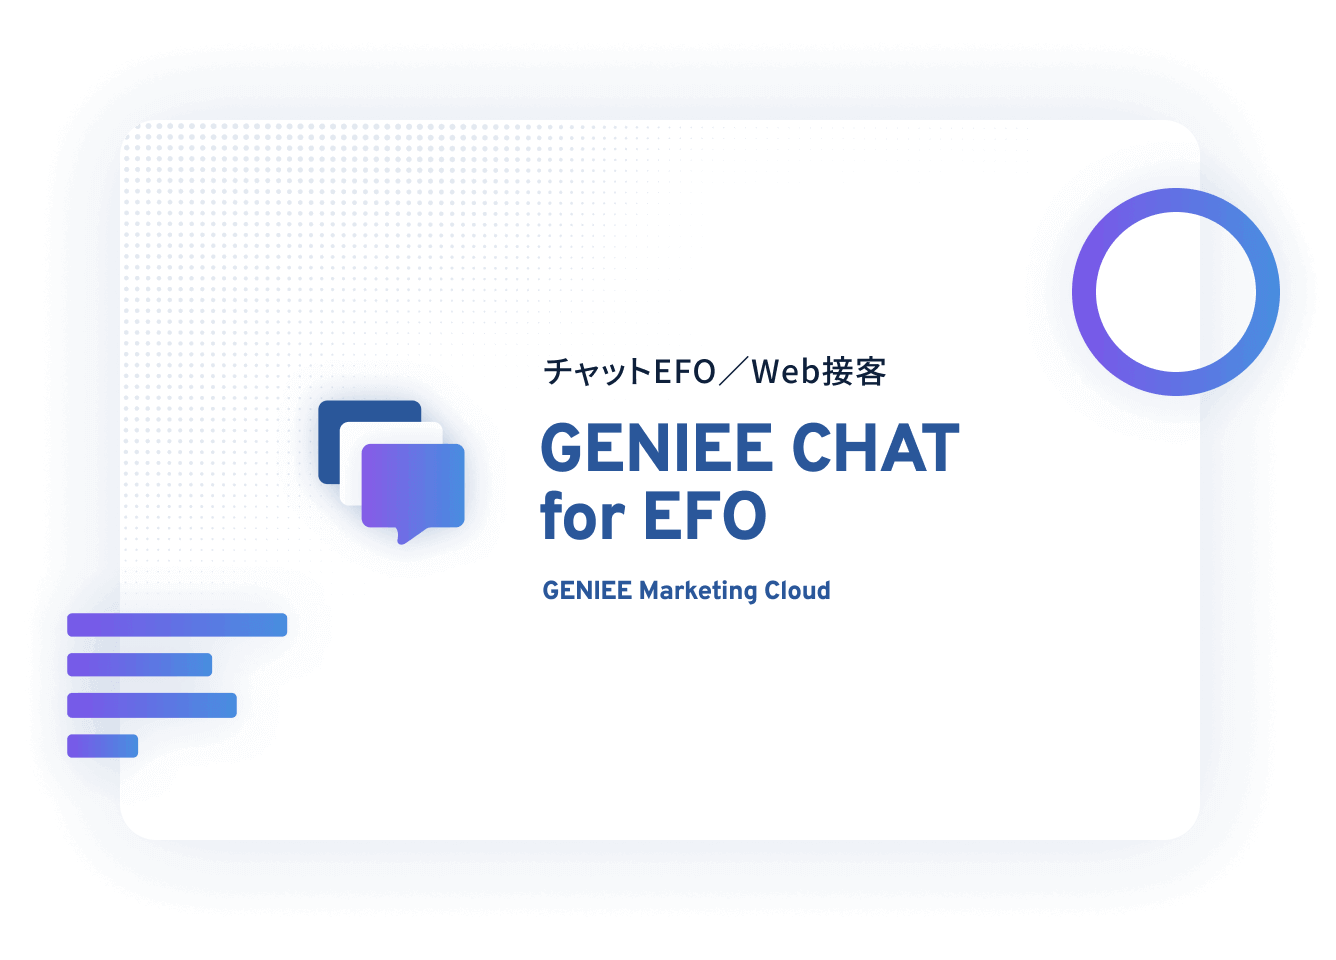 チャットEFO／Web接客
GENIEE CHAT
for EFO
GENIEE Marketing Cloud